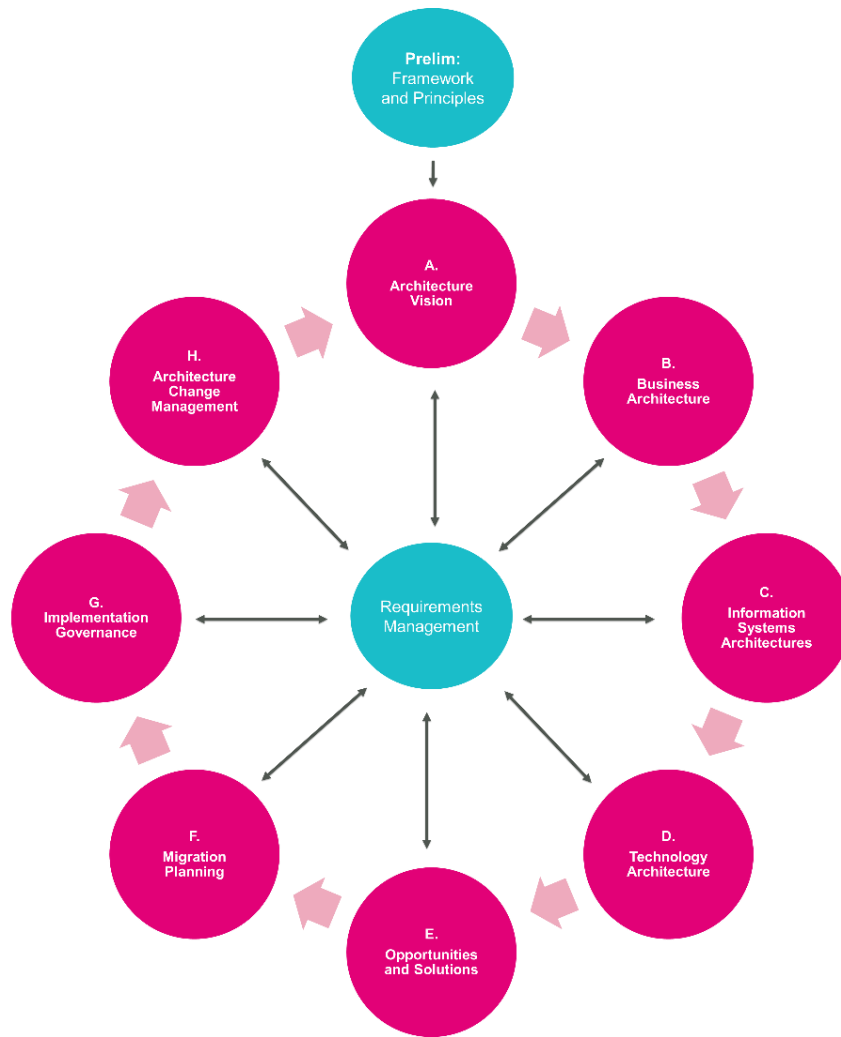 Prelim:
Framework
and Principles
A.
Architecture
Vision
B.
Business
Architecture
C.
Information
Systems
Architectures
D.
Technology
Architecture
E.
Opportunities
and Solutions
F.
Migration
Planning
G.
Implementation
Governance
H.
Architecture
Change
Management
Requirements
Management